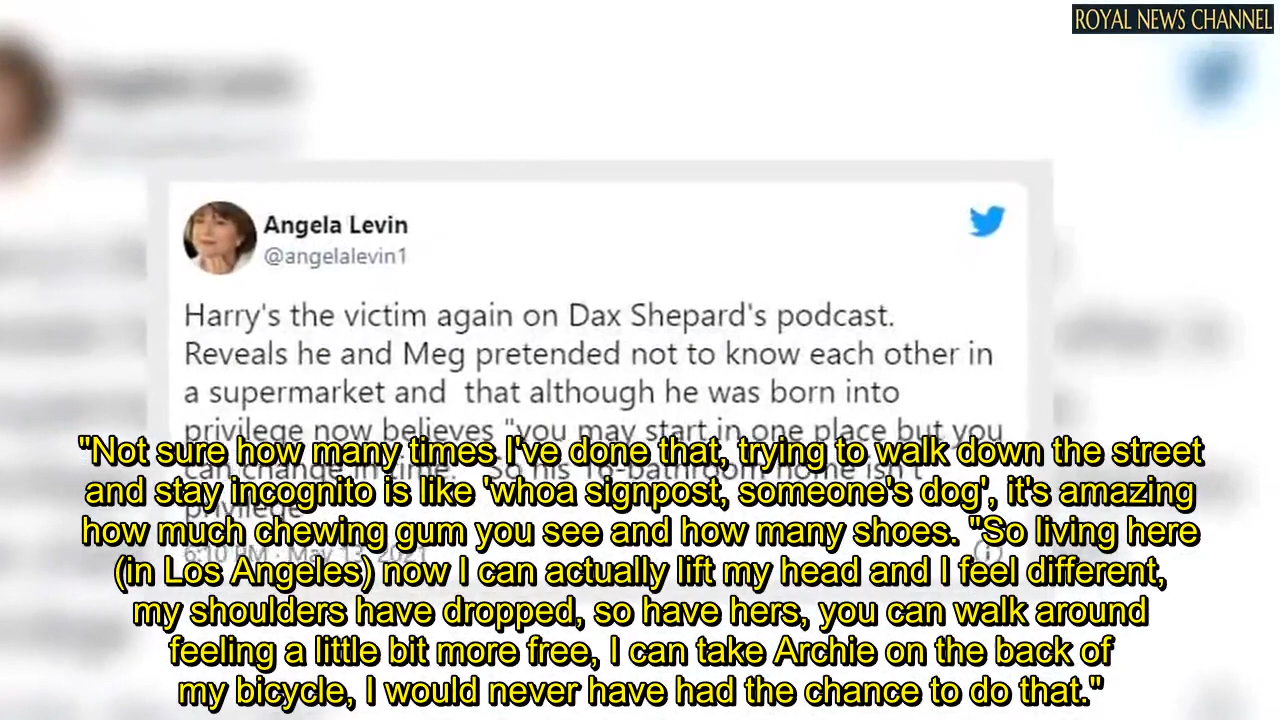 ROYAL NEWS CHANNEL
Angela Levin
@angelalevin1
Harry's the victim again on Dax Shepard's podcast.
Reveals he and Meg pretended not to know each other in
a supermarket and that although he was born into
privilege now believes "you may start in one place but you
can change in time." So his 16-bathroom home isn't
privilege
6:10 PM · May 13, 2021
"Not sure how many times I've done that, trying to walk down the street
and stay incognito is like 'whoa signpost, someone's dog', it's amazing
how much chewing gum you see and how many shoes. "So living here
(in Los Angeles) now I can actually lift my head and I feel different,
my shoulders have dropped, so have hers, you can walk around
feeling a little bit more free, I can take Archie on the back of
my bicycle, I would never have had the chance to do that."